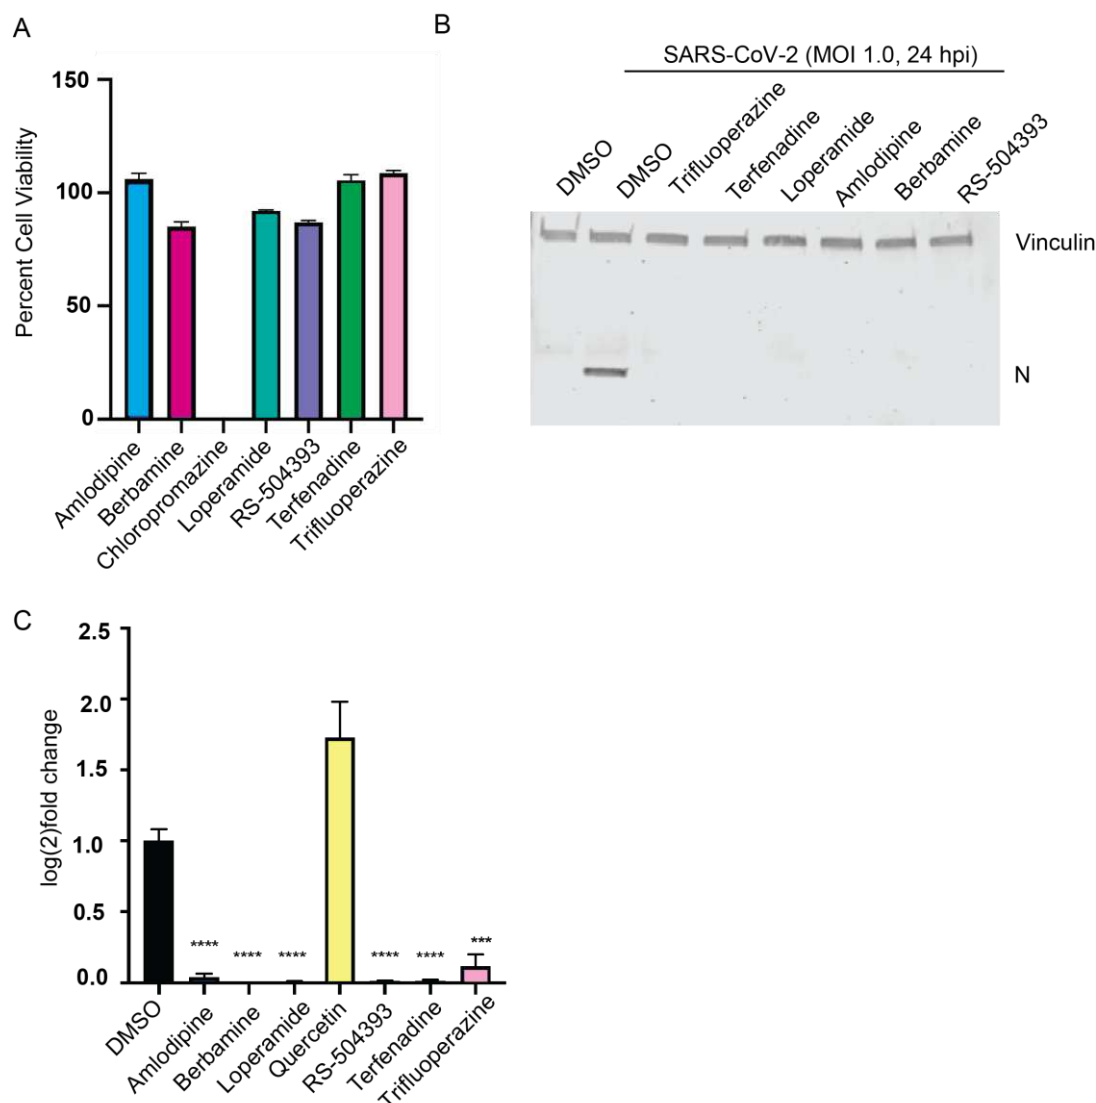 A
Percent Cell Viability
150
100
50
0
Amlodipine
Berbamine
Chloropromazine
Loperamide
RS-504393
Terfenadine
Trifluoperazine
B
SARS-CoV-2 (MOI 1.0, 24 hpi)
DMSO
DMSO
Trifluoperazine
Terfenadine
Loperamide
Amlodipine
Berbamine
RS-504393
Vinculin
N
C
log(2)fold change
2.5
2.0
1.5
1.0
0.5
0.0
****
****
****
****
****
***
DMSO
Amlodipine
Berbamine
Loperamide
Quercetin
RS-504393
Terfenadine
Trifluoperazine